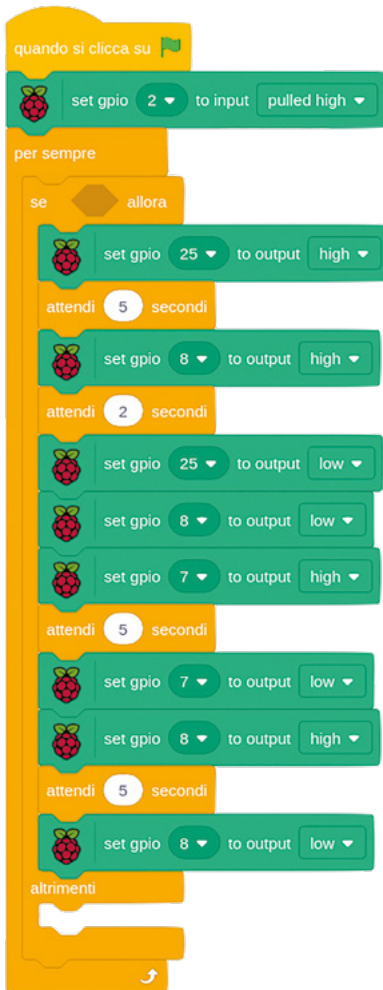 quando si clicca su
set gpio 2 to input pulled high
per sempre
se allora
set gpio 25 to output high
attendi 5 secondi
set gpio 8 to output high
attendi 2 secondi
set gpio 25 to output low
set gpio 8 to output low
set gpio 7 to output high
attendi 5 secondi
set gpio 7 to output low
set gpio 8 to output high
attendi 5 secondi
set gpio 8 to output low
altrimenti